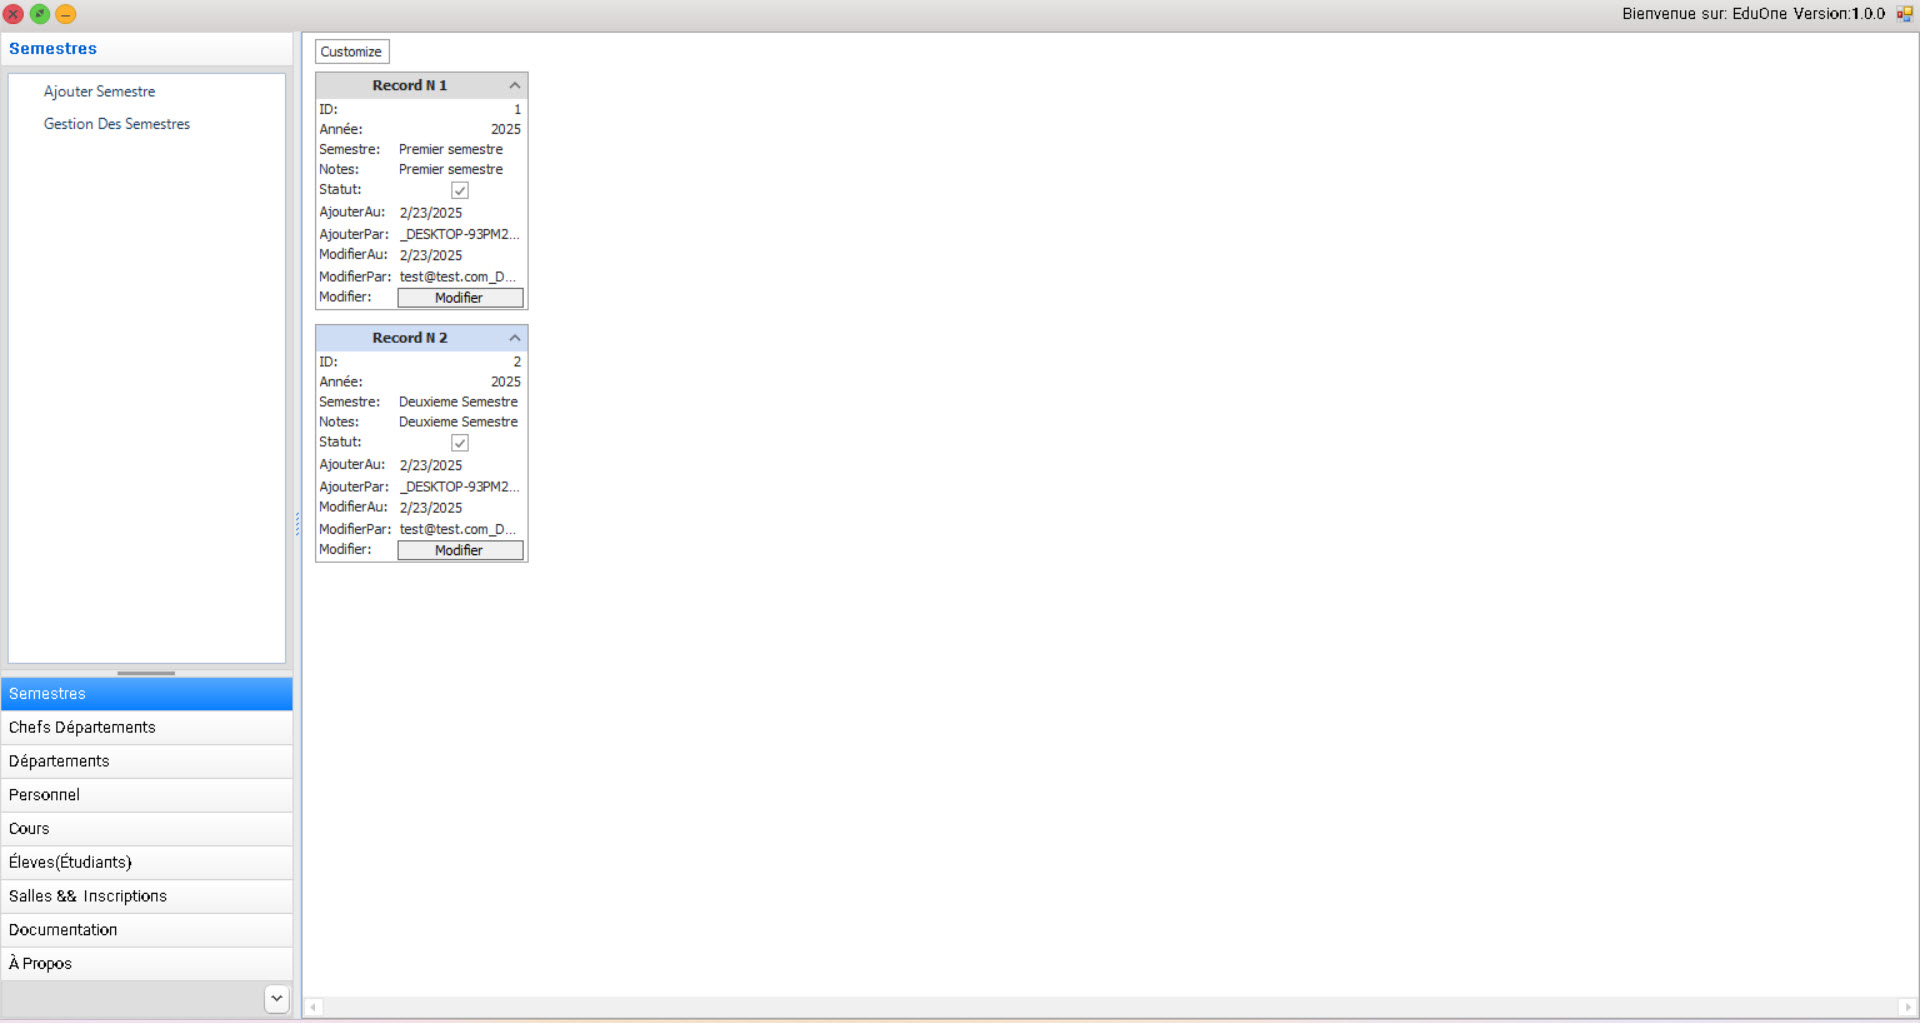 Bienvenue sur: EduOne Version:1.0.0
Semestres
Ajouter Semestre
Gestion Des Semestres
Semestres
Chefs Départements
Départements
Personnel
Cours
Éleves(Étudiants)
Salles && Inscriptions
Documentation
À Propos
Customize
Record N 1
ID: 1
Année: 2025
Semestre: Premier semestre
Notes: Premier semestre
Statut:
AjouterAu: 2/23/2025
AjouterPar: _DESKTOP-93PM2...
ModifierAu: 2/23/2025
ModifierPar: test@test.com_D...
Modifier: Modifier
Record N 2
ID: 2
Année: 2025
Semestre: Deuxieme Semestre
Notes: Deuxieme Semestre
Statut:
AjouterAu: 2/23/2025
AjouterPar: _DESKTOP-93PM2...
ModifierAu: 2/23/2025
ModifierPar: test@test.com_D...
Modifier: Modifier